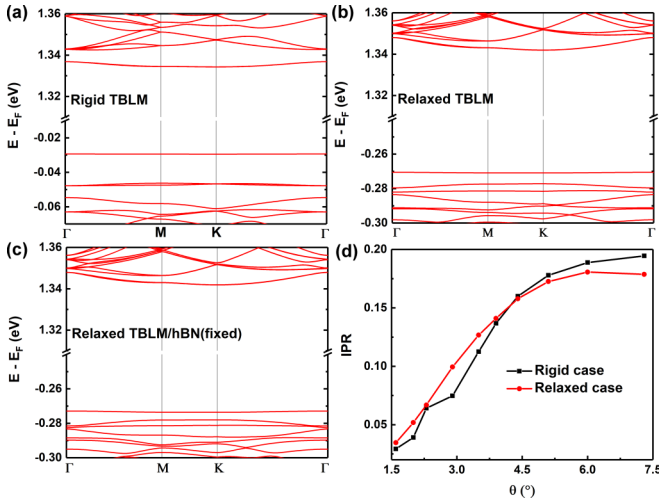 (a)
1.36
1.34
1.32
-0.02
-0.04
-0.06
E - E_F (eV)
Rigid TBLM
Γ M K Γ
(b)
1.36
1.34
1.32
-0.26
-0.28
-0.30
E - E_F (eV)
Relaxed TBLM
Γ M K Γ
(c)
1.36
1.34
1.32
-0.26
-0.28
-0.30
E - E_F (eV)
Relaxed TBLM/hBN(fixed)
Γ M K Γ
(d)
0.20
0.15
0.10
0.05
IPR
Rigid case
Relaxed case
1.5 3.0 4.5 6.0 7.5
θ (°)